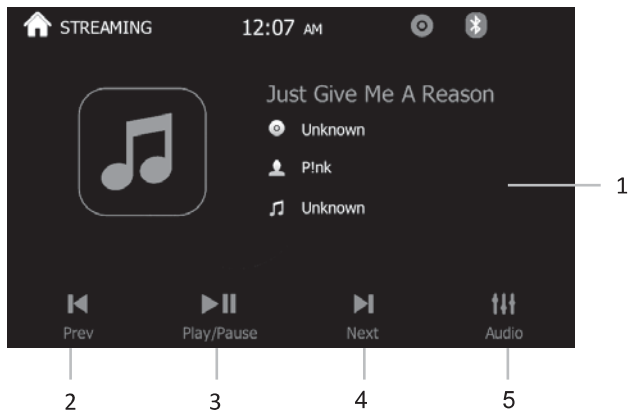 STREAMING 12:07 AM
Just Give Me A Reason
Unknown
P!nk
Unknown
1
Prev Play/Pause Next Audio
2 3 4 5